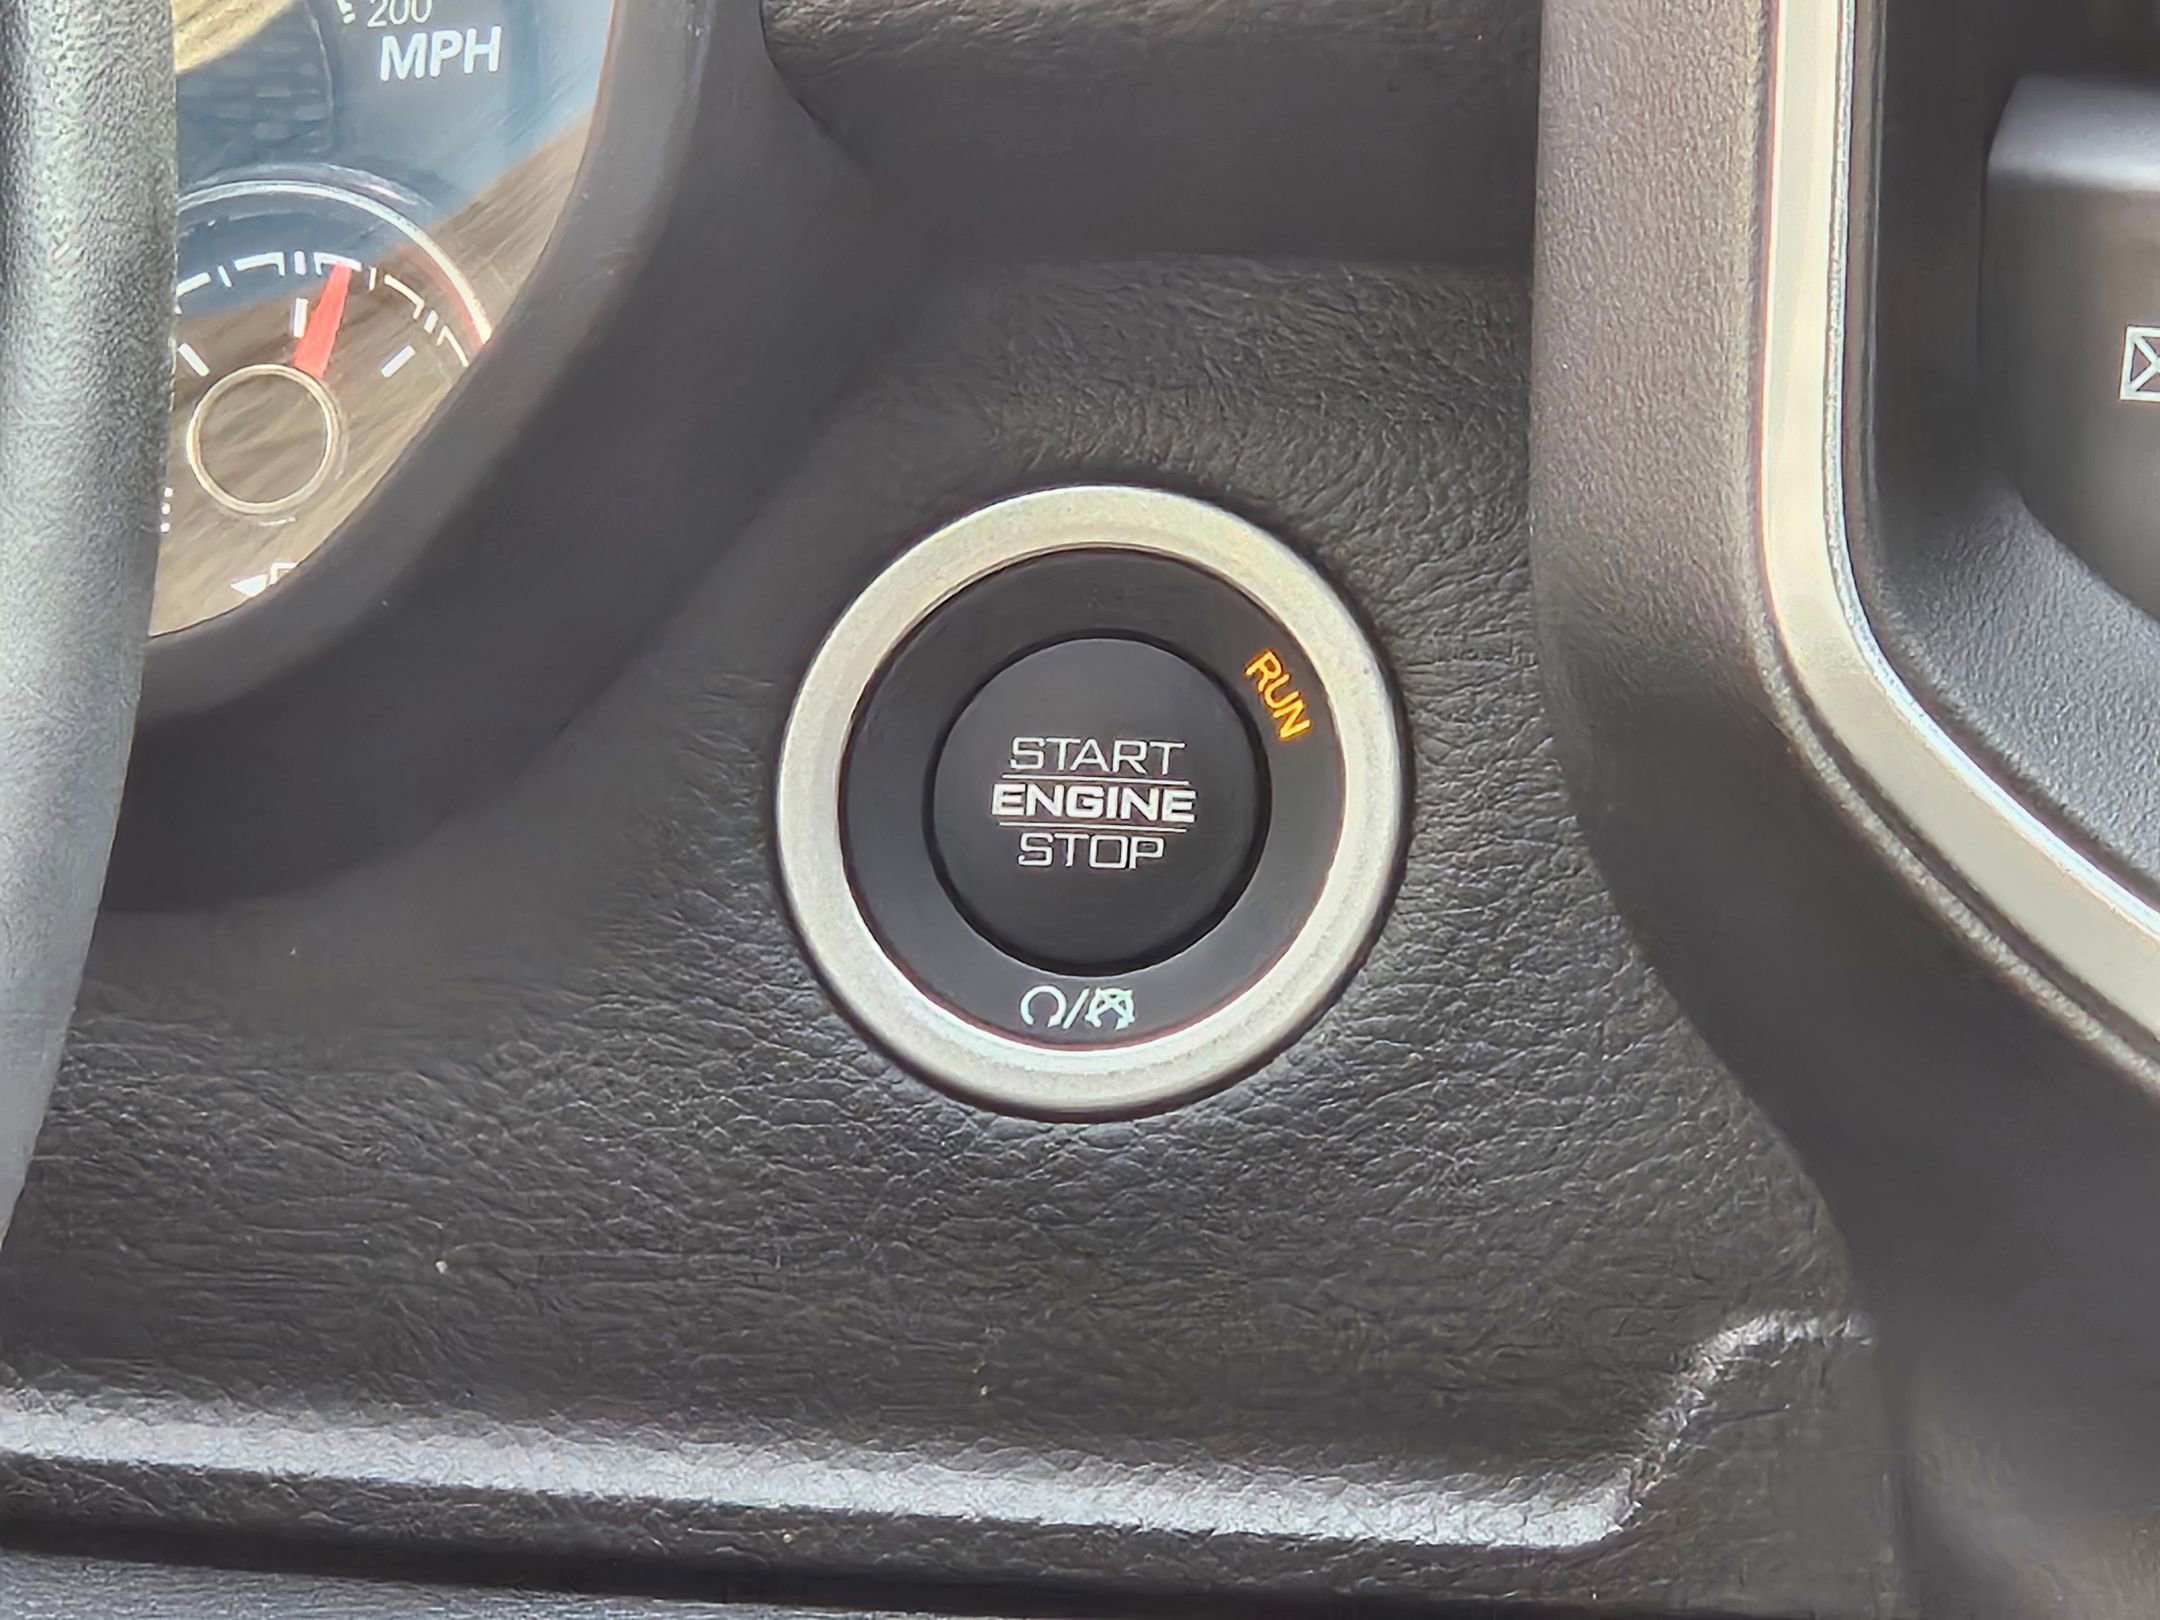 200
MPH
RUN
START
ENGINE
STOP